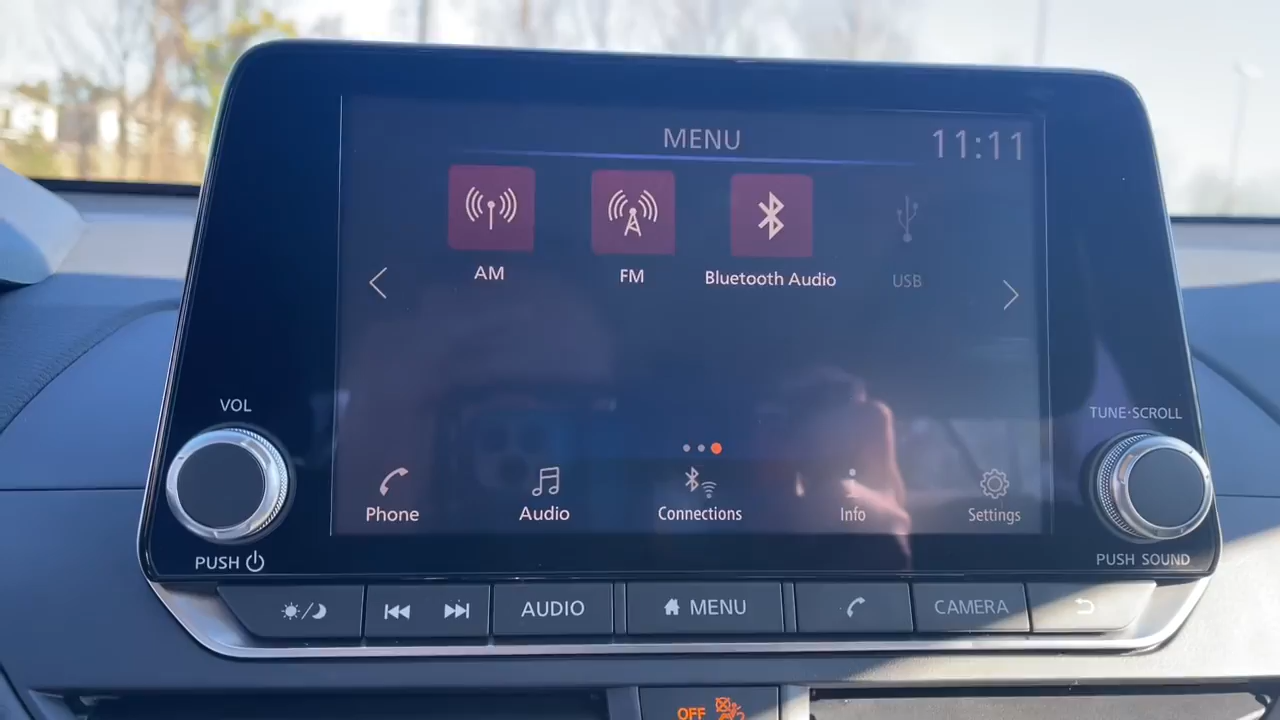 MENU
11:11
AM
FM
Bluetooth Audio
USB
VOL
TUNE·SCROLL
Phone
Audio
Connections
Info
Settings
PUSH
PUSH SOUND
AUDIO
MENU
CAMERA
OFF